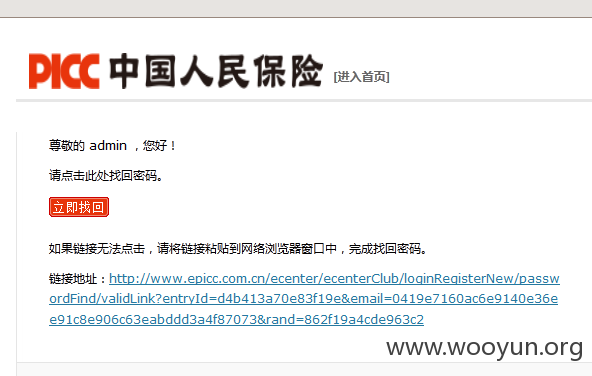 PICC 中国人民保险 [进入首页]
尊敬的 admin ，您好！
请点击此处找回密码。
立即找回
如果链接无法点击，请将链接粘贴到网络浏览器窗口中，完成找回密码。
链接地址：http://www.epicc.com.cn/ecenter/ecenterClub/loginRegisterNew/passw
ordFind/validLink?entryId=d4b413a70e83f19e&email=0419e7160ac6e9140e36e
e91c8e906c63eabddd3a4f87073&rand=862f19a4cde963c2
www.wooyun.org